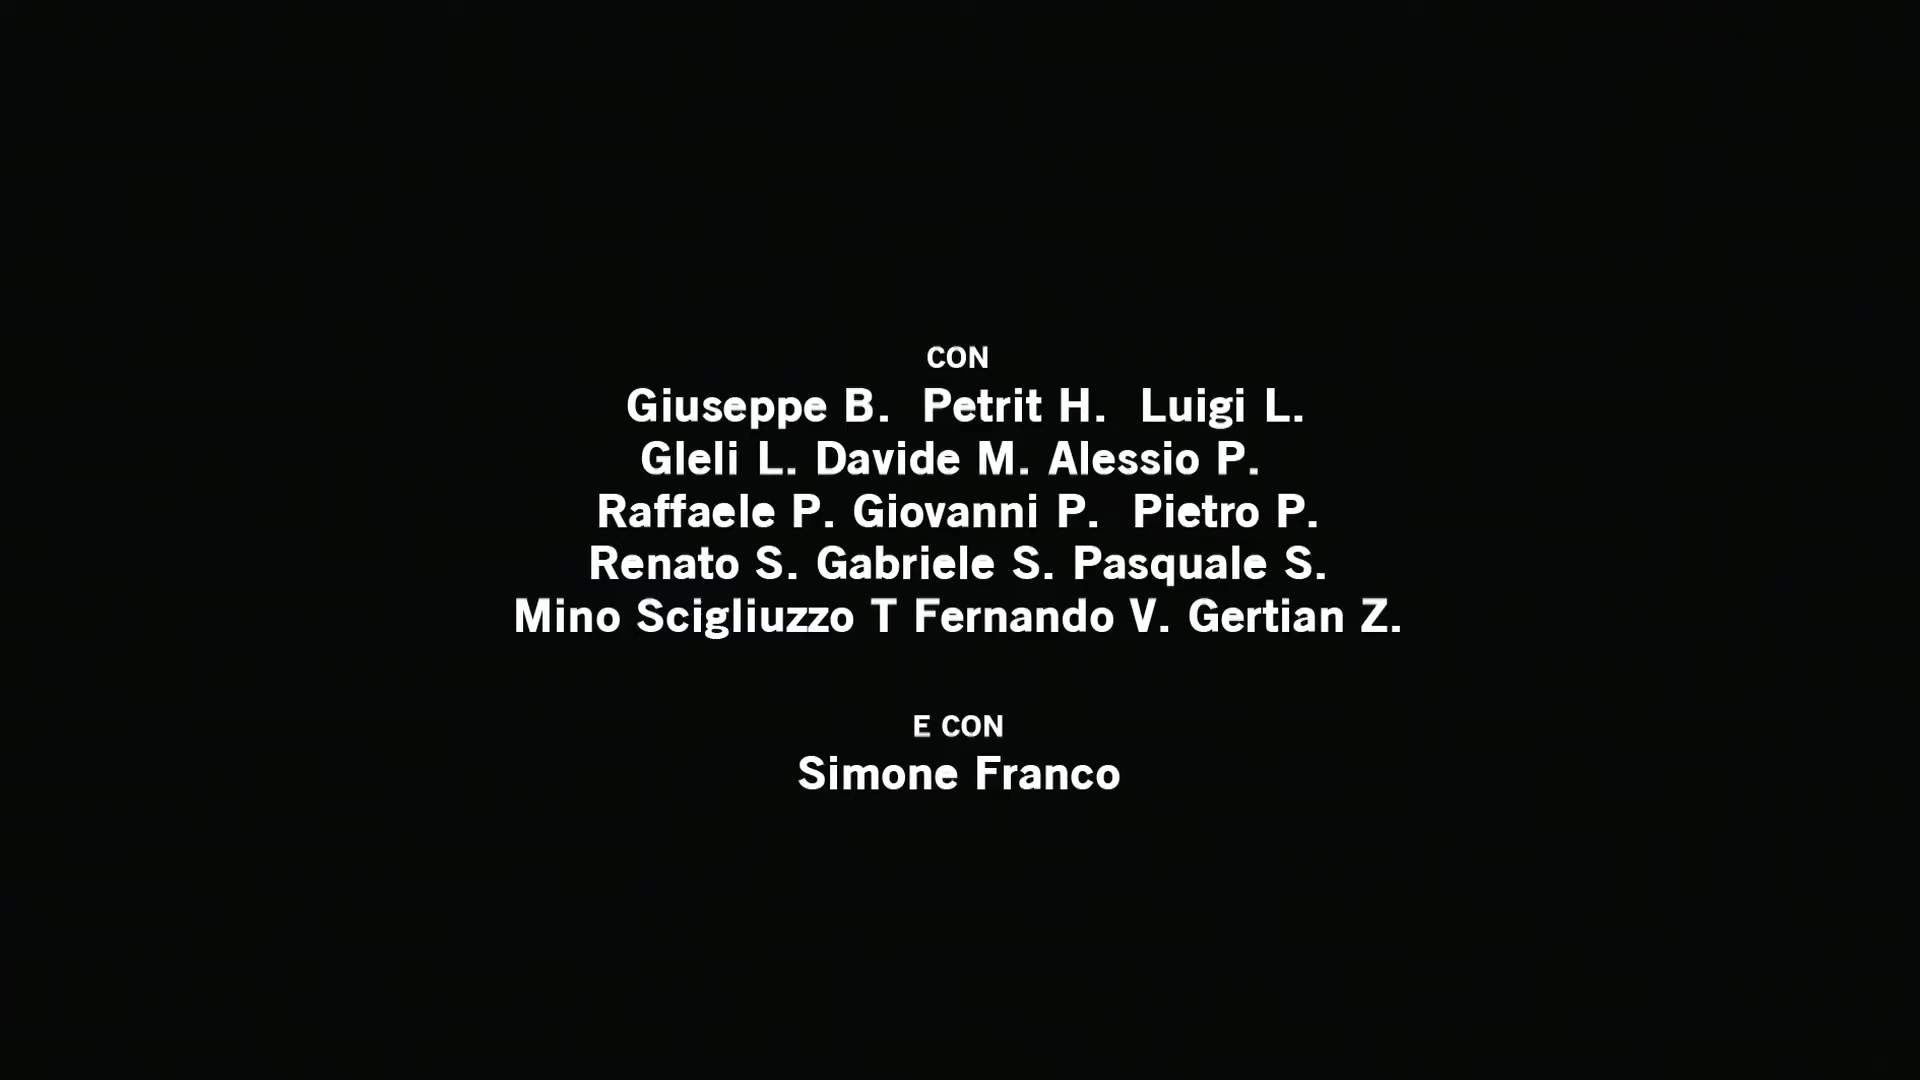 CON
Giuseppe B. Petrit H. Luigi L.
Gleli L. Davide M. Alessio P.
Raffaele P. Giovanni P. Pietro P.
Renato S. Gabriele S. Pasquale S.
Mino Scigliuzzo T Fernando V. Gertian Z.
E CON
Simone Franco